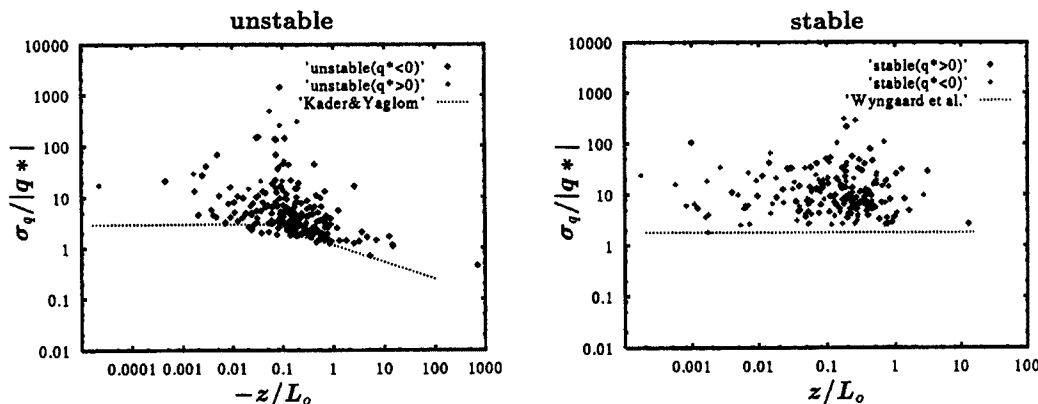 unstable
10000
1000
100
10
1
0.1
0.01
σq/|q*|
'unstable(q*<0)'
'unstable(q*>0)'
'Kader&Yaglom'
0.0001 0.001 0.01 0.1 1 10 100 1000
−z/Lo
stable
10000
1000
100
10
1
0.1
0.01
σq/|q*|
'stable(q*>0)'
'stable(q*<0)'
'Wyngaard et al.'
0.001 0.01 0.1 1 10 100
z/Lo